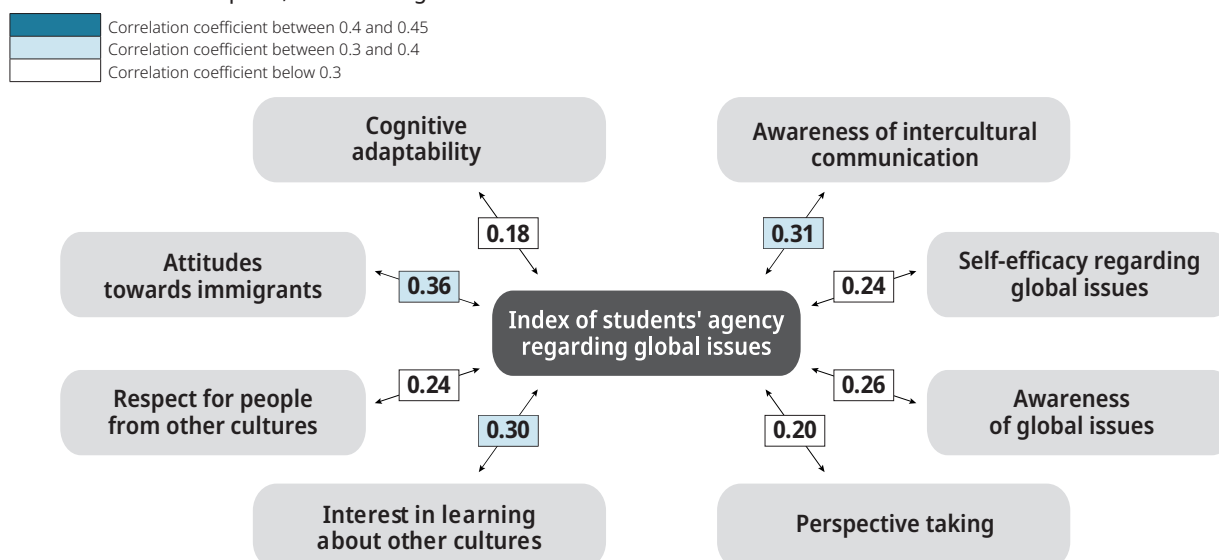 Correlation coefficient between 0.4 and 0.45
Correlation coefficient between 0.3 and 0.4
Correlation coefficient below 0.3
Cognitive
adaptability
Awareness of intercultural
communication
0.18
0.31
Attitudes
towards immigrants
0.36
Self-efficacy regarding
global issues
0.24
Index of students' agency
regarding global issues
Respect for people
from other cultures
0.24
0.26
Awareness
of global issues
0.30
0.20
Interest in learning
about other cultures
Perspective taking